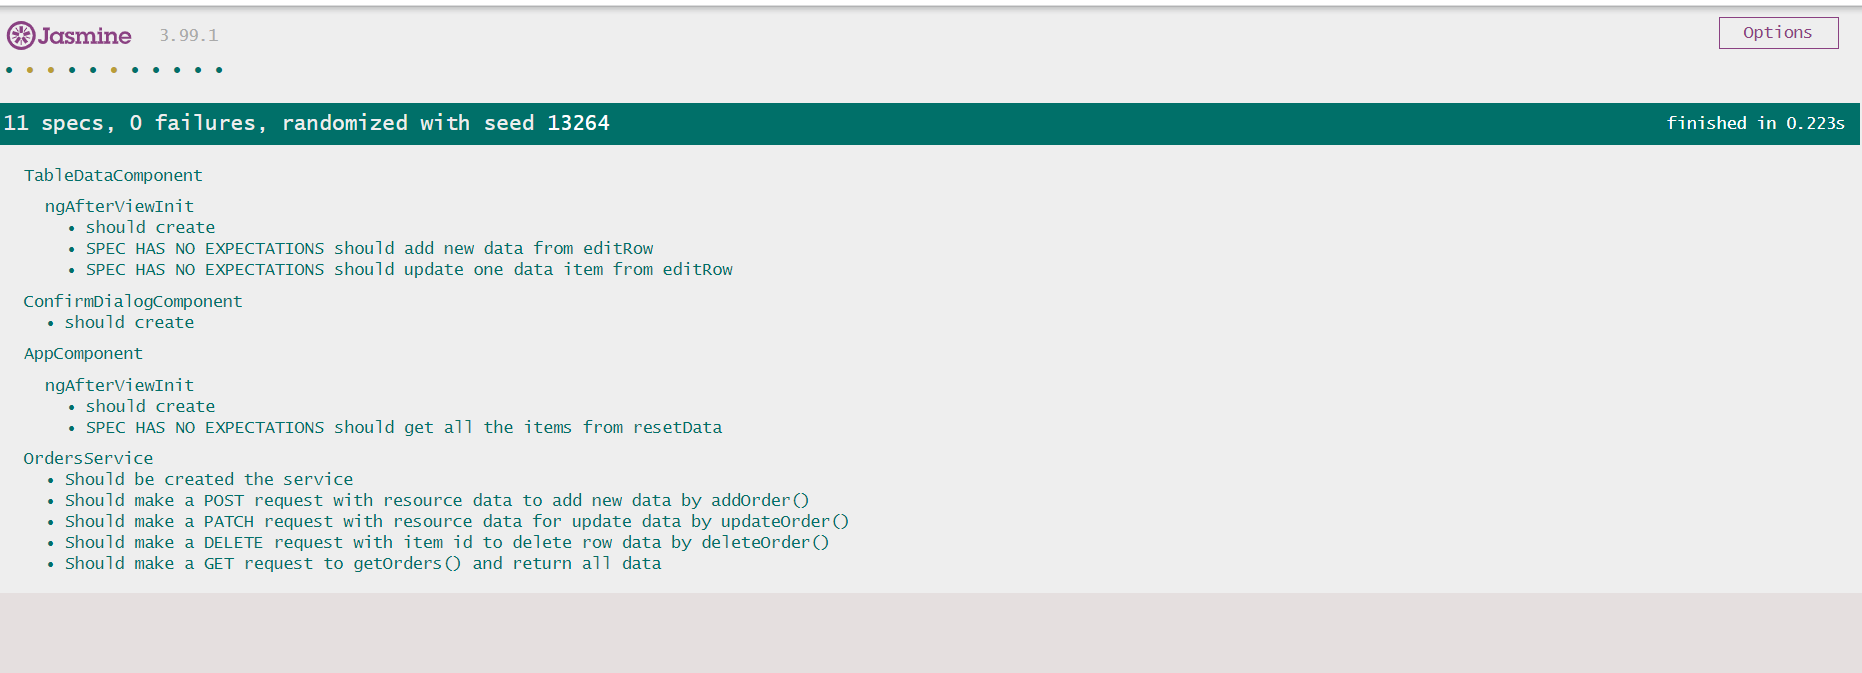 Jasmine 3.99.1 Options
11 specs, 0 failures, randomized with seed 13264 finished in 0.223s
TableDataComponent
ngAfterViewInit
• should create
• SPEC HAS NO EXPECTATIONS should add new data from editRow
• SPEC HAS NO EXPECTATIONS should update one data item from editRow
ConfirmDialogComponent
• should create
AppComponent
ngAfterViewInit
• should create
• SPEC HAS NO EXPECTATIONS should get all the items from resetData
OrdersService
• Should be created the service
• Should make a POST request with resource data to add new data by addOrder()
• Should make a PATCH request with resource data for update data by updateOrder()
• Should make a DELETE request with item id to delete row data by deleteOrder()
• Should make a GET request to getOrders() and return all data